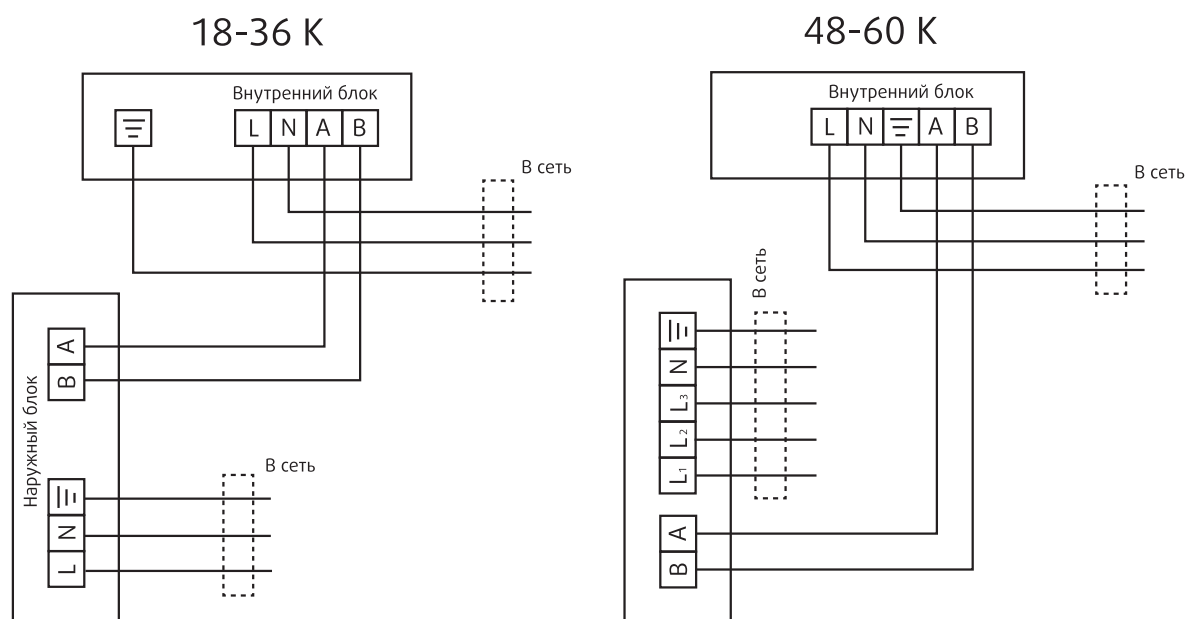 18-36 K
Внутренний блок
L N A B
В сеть
A
B
Наружный блок
В сеть
N
L
48-60 K
Внутренний блок
L N A B
В сеть
В сеть
N
L3
L2
L1
A
B